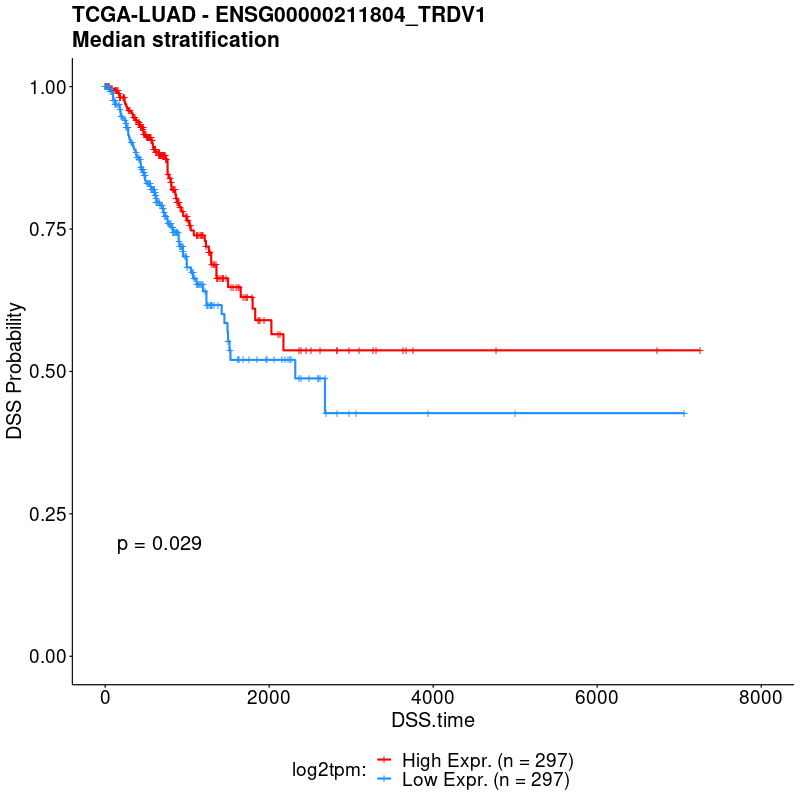 TCGA-LUAD - ENSG00000211804_TRDV1
Median stratification
1.00
0.75
0.50
0.25
0.00
DSS Probability
p = 0.029
0 2000 4000 6000 8000
DSS.time
log2tpm:
High Expr. (n = 297)
Low Expr. (n = 297)